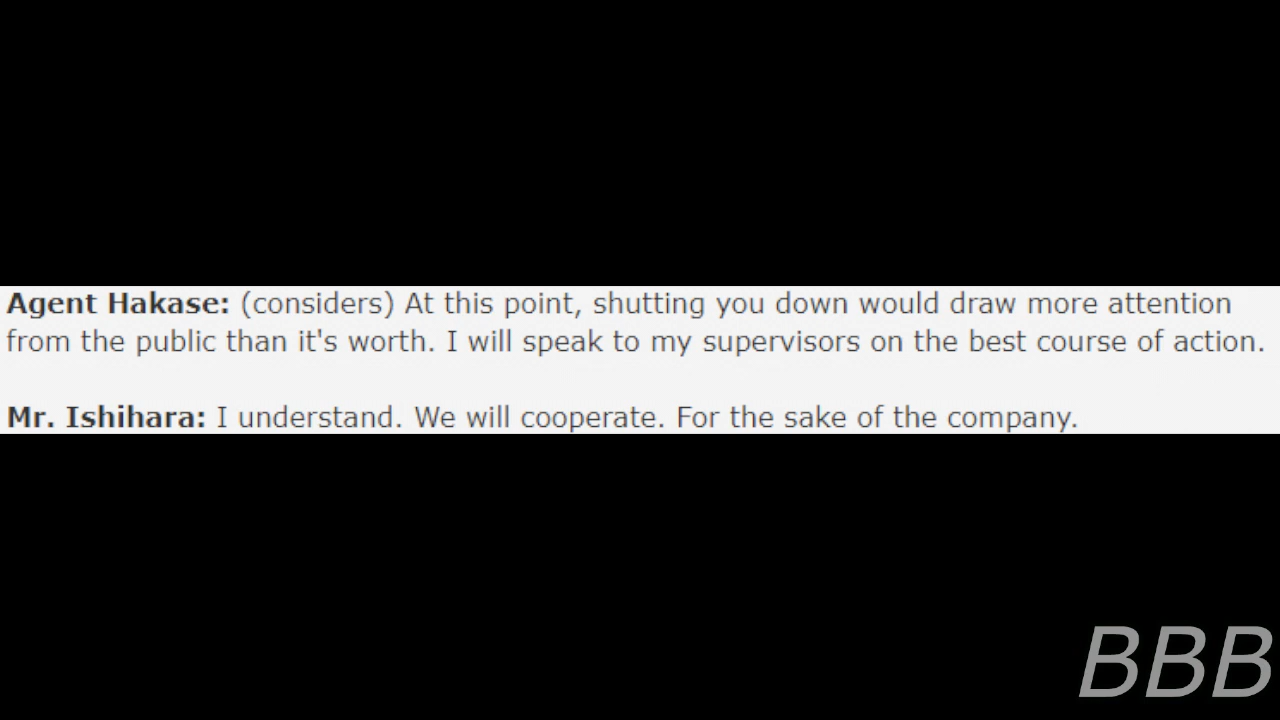 Agent Hakase: (considers) At this point, shutting you down would draw more attention
from the public than it's worth. I will speak to my supervisors on the best course of action.
Mr. Ishihara: I understand. We will cooperate. For the sake of the company.
BBB